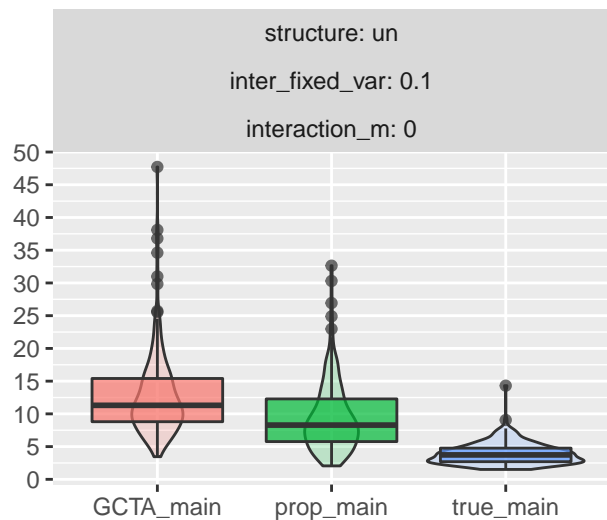 structure: un
inter_fixed_var: 0.1
interaction_m: 0
50
45
40
35
30
25
20
15
10
5
0
GCTA_main prop_main true_main